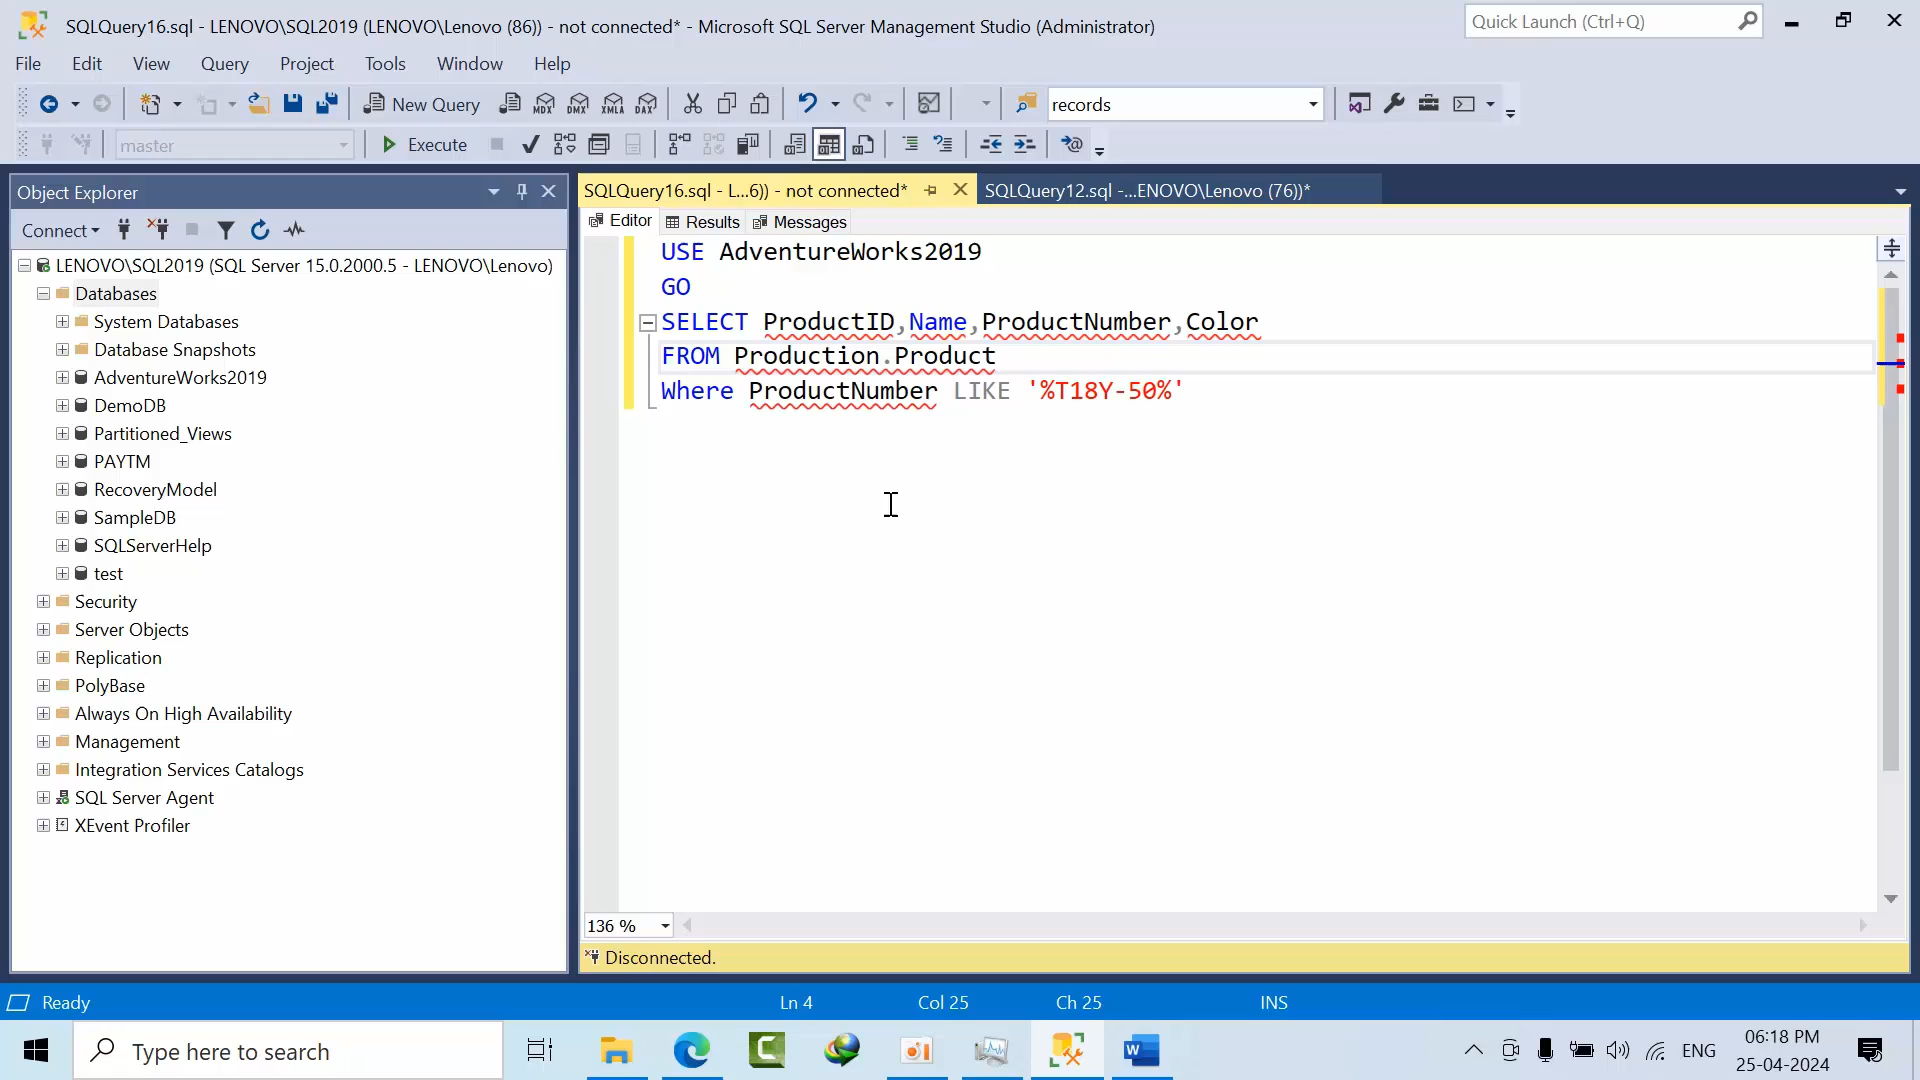 SQLQuery16.sql - LENOVO\SQL2019 (LENOVO\Lenovo (86)) - not connected* - Microsoft SQL Server Management Studio (Administrator)
Quick Launch (Ctrl+Q)
File Edit View Query Project Tools Window Help
New Query MDX DMX XMLA DAX records
master Execute
Object Explorer
SQLQuery16.sql - L...6)) - not connected* SQLQuery12.sql -...ENOVO\Lenovo (76))*
Connect
Editor Results Messages
LENOVO\SQL2019 (SQL Server 15.0.2000.5 - LENOVO\Lenovo)
Databases
System Databases
Database Snapshots
AdventureWorks2019
DemoDB
Partitioned_Views
PAYTM
RecoveryModel
SampleDB
SQLServerHelp
test
Security
Server Objects
Replication
PolyBase
Always On High Availability
Management
Integration Services Catalogs
SQL Server Agent
XEvent Profiler
USE AdventureWorks2019
GO
SELECT ProductID,Name,ProductNumber,Color
FROM Production.Product
Where ProductNumber LIKE '%T18Y-50%'
136 %
Disconnected.
Ready Ln 4 Col 25 Ch 25 INS
Type here to search
ENG
06:18 PM
25-04-2024